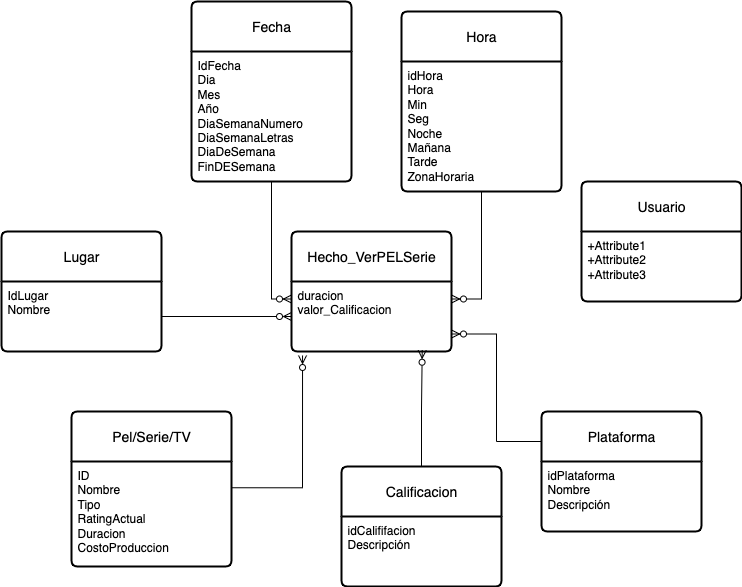 Fecha
IdFecha
Dia
Mes
Año
DiaSemanaNumero
DiaSemanaLetras
DiaDeSemana
FinDESemana
Hora
idHora
Hora
Min
Seg
Noche
Mañana
Tarde
ZonaHoraria
Usuario
+Attribute1
+Attribute2
+Attribute3
Lugar
IdLugar
Nombre
Hecho_VerPELSerie
duracion
valor_Calificacion
Pel/Serie/TV
ID
Nombre
Tipo
RatingActual
Duracion
CostoProduccion
Calificacion
idCalififacion
Descripción
Plataforma
idPlataforma
Nombre
Descripción